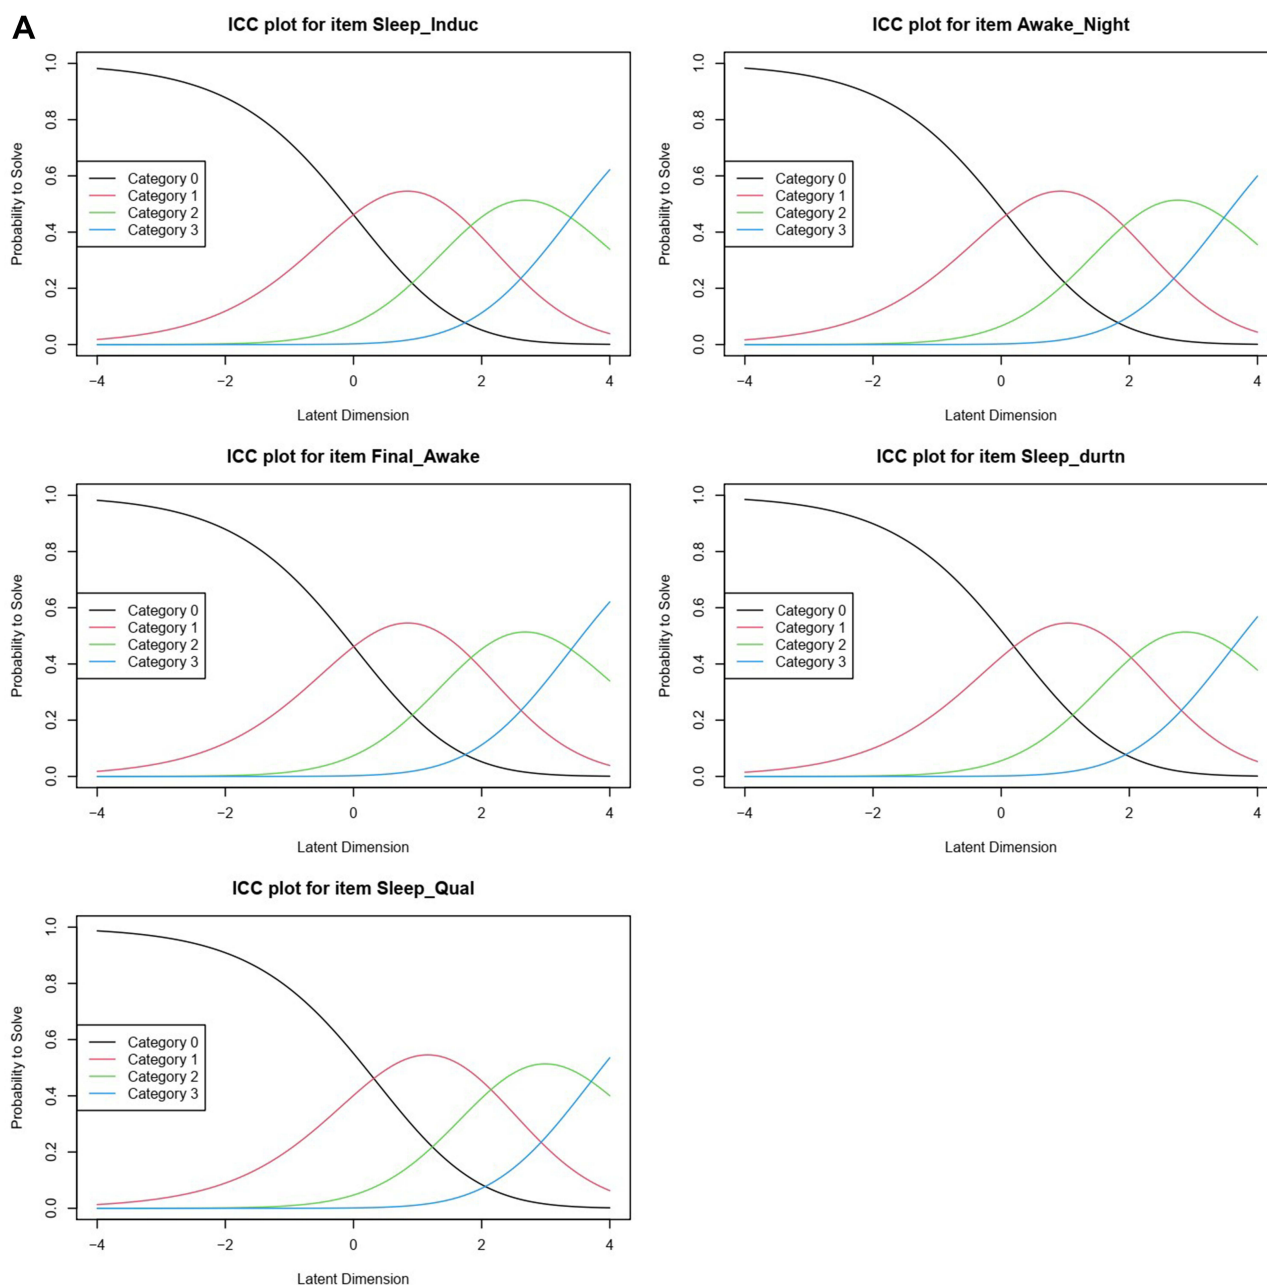 A
ICC plot for item Sleep_Induc
Probability to Solve
1.0
0.8
0.6
0.4
0.2
0.0
Category 0
Category 1
Category 2
Category 3
−4 −2 0 2 4
Latent Dimension
ICC plot for item Awake_Night
Probability to Solve
1.0
0.8
0.6
0.4
0.2
0.0
Category 0
Category 1
Category 2
Category 3
−4 −2 0 2 4
Latent Dimension
ICC plot for item Final_Awake
Probability to Solve
1.0
0.8
0.6
0.4
0.2
0.0
Category 0
Category 1
Category 2
Category 3
−4 −2 0 2 4
Latent Dimension
ICC plot for item Sleep_durtn
Probability to Solve
1.0
0.8
0.6
0.4
0.2
0.0
Category 0
Category 1
Category 2
Category 3
−4 −2 0 2 4
Latent Dimension
ICC plot for item Sleep_Qual
Probability to Solve
1.0
0.8
0.6
0.4
0.2
0.0
Category 0
Category 1
Category 2
Category 3
−4 −2 0 2 4
Latent Dimension